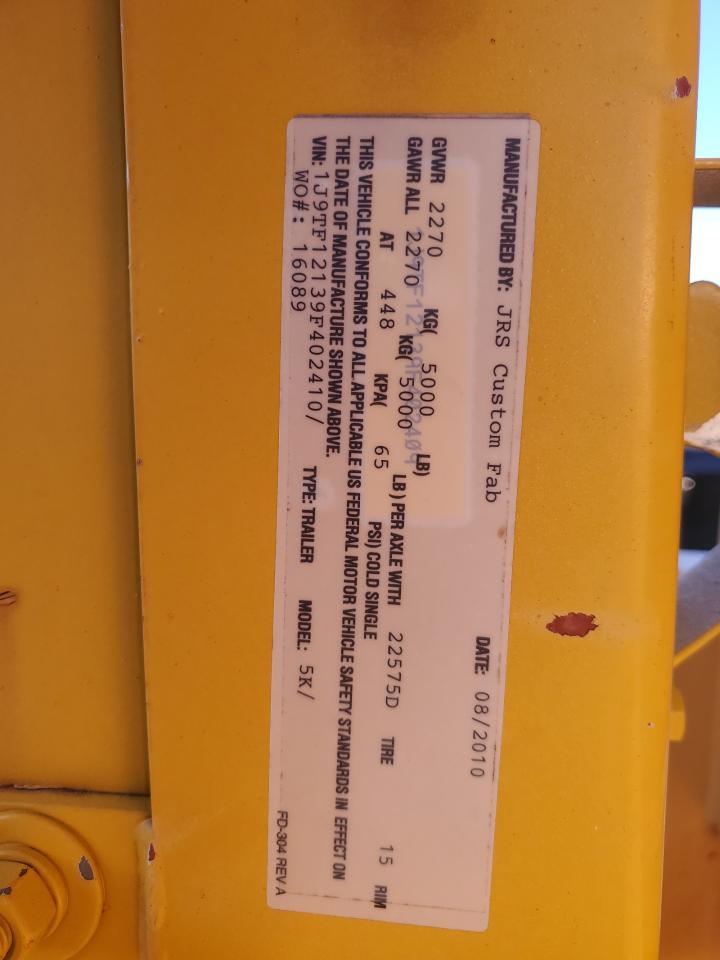 MANUFACTURED BY: JRS Custom Fab DATE: 08/2010
GVWR 2270 KG( 5000 LB)
GAWR ALL 2270 KG( 5000 LB) PER AXLE WITH 22575D TIRE 15 RIM
AT 448 KPA( 65 PSI) COLD SINGLE
THIS VEHICLE CONFORMS TO ALL APPLICABLE US FEDERAL MOTOR VEHICLE SAFETY STANDARDS IN EFFECT ON
THE DATE OF MANUFACTURE SHOWN ABOVE.
VIN: 1J9TF12139F402410/ TYPE: TRAILER MODEL: 5K/
WO#: 16089
FD-304 REV A